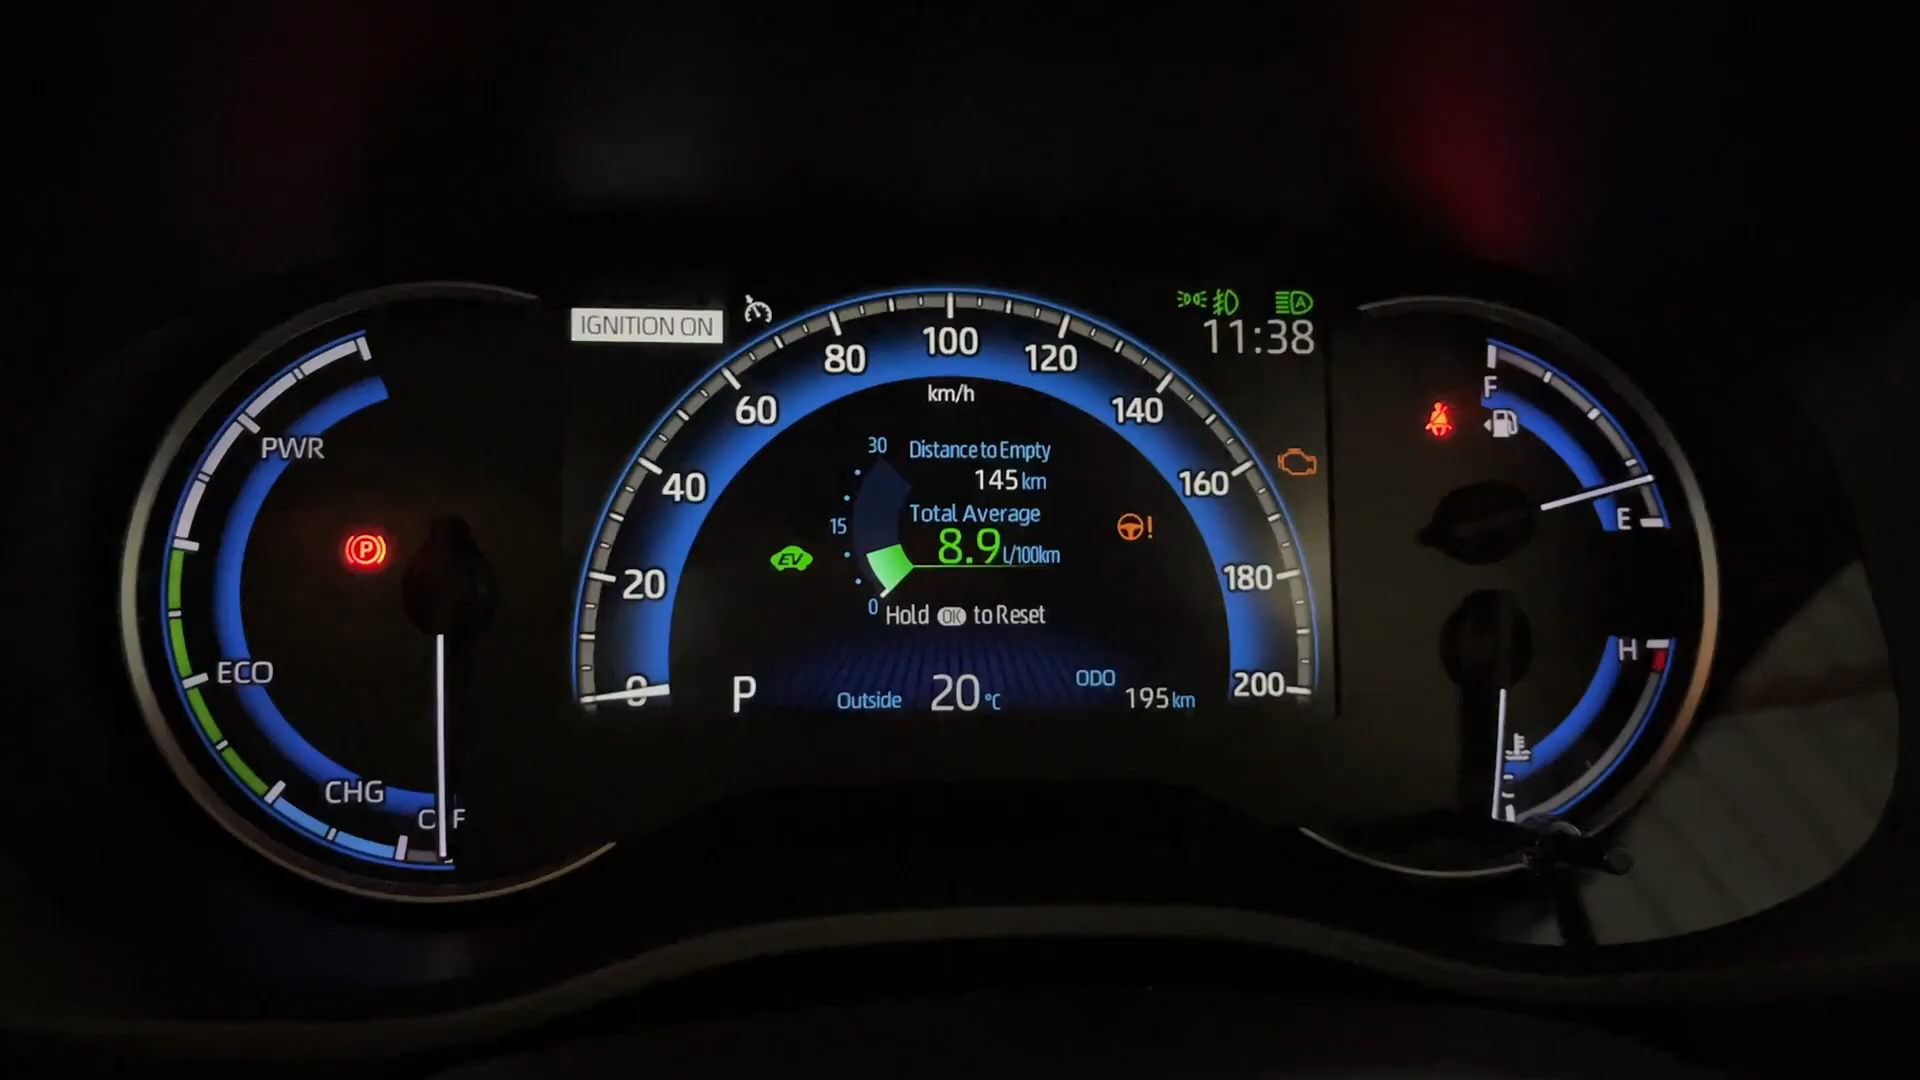 IGNITION ON
11:38
PWR
ECO
CHG
C F
P
EV
0
20
40
60
80
100
120
140
160
180
200
km/h
30
15
0
Distance to Empty
145 km
Total Average
8.9 L/100km
Hold OK to Reset
P
Outside 20 °C
ODO
195 km
A
!
F
E
H